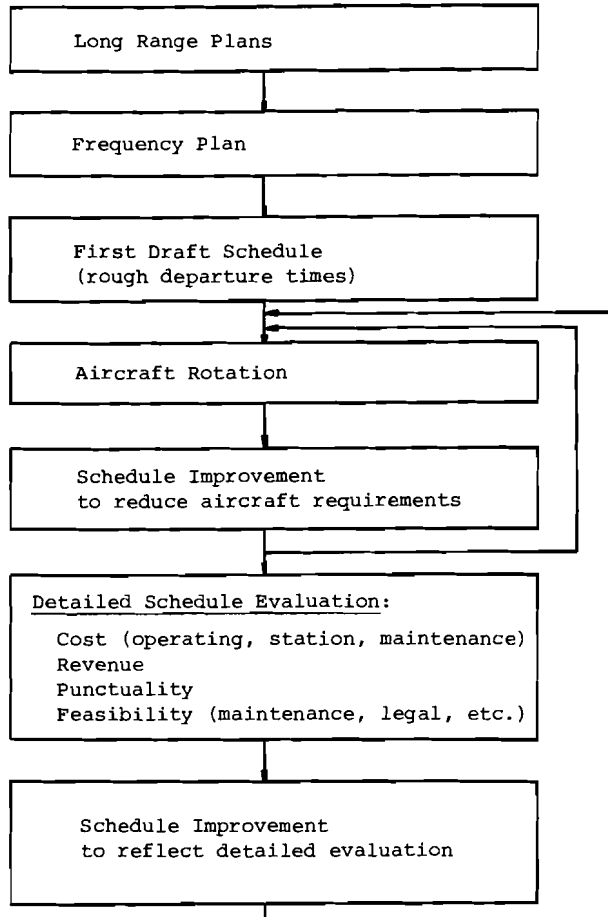 Long Range Plans
Frequency Plan
First Draft Schedule
(rough departure times)
Aircraft Rotation
Schedule Improvement
to reduce aircraft requirements
Detailed Schedule Evaluation:
Cost (operating, station, maintenance)
Revenue
Punctuality
Feasibility (maintenance, legal, etc.)
Schedule Improvement
to reflect detailed evaluation